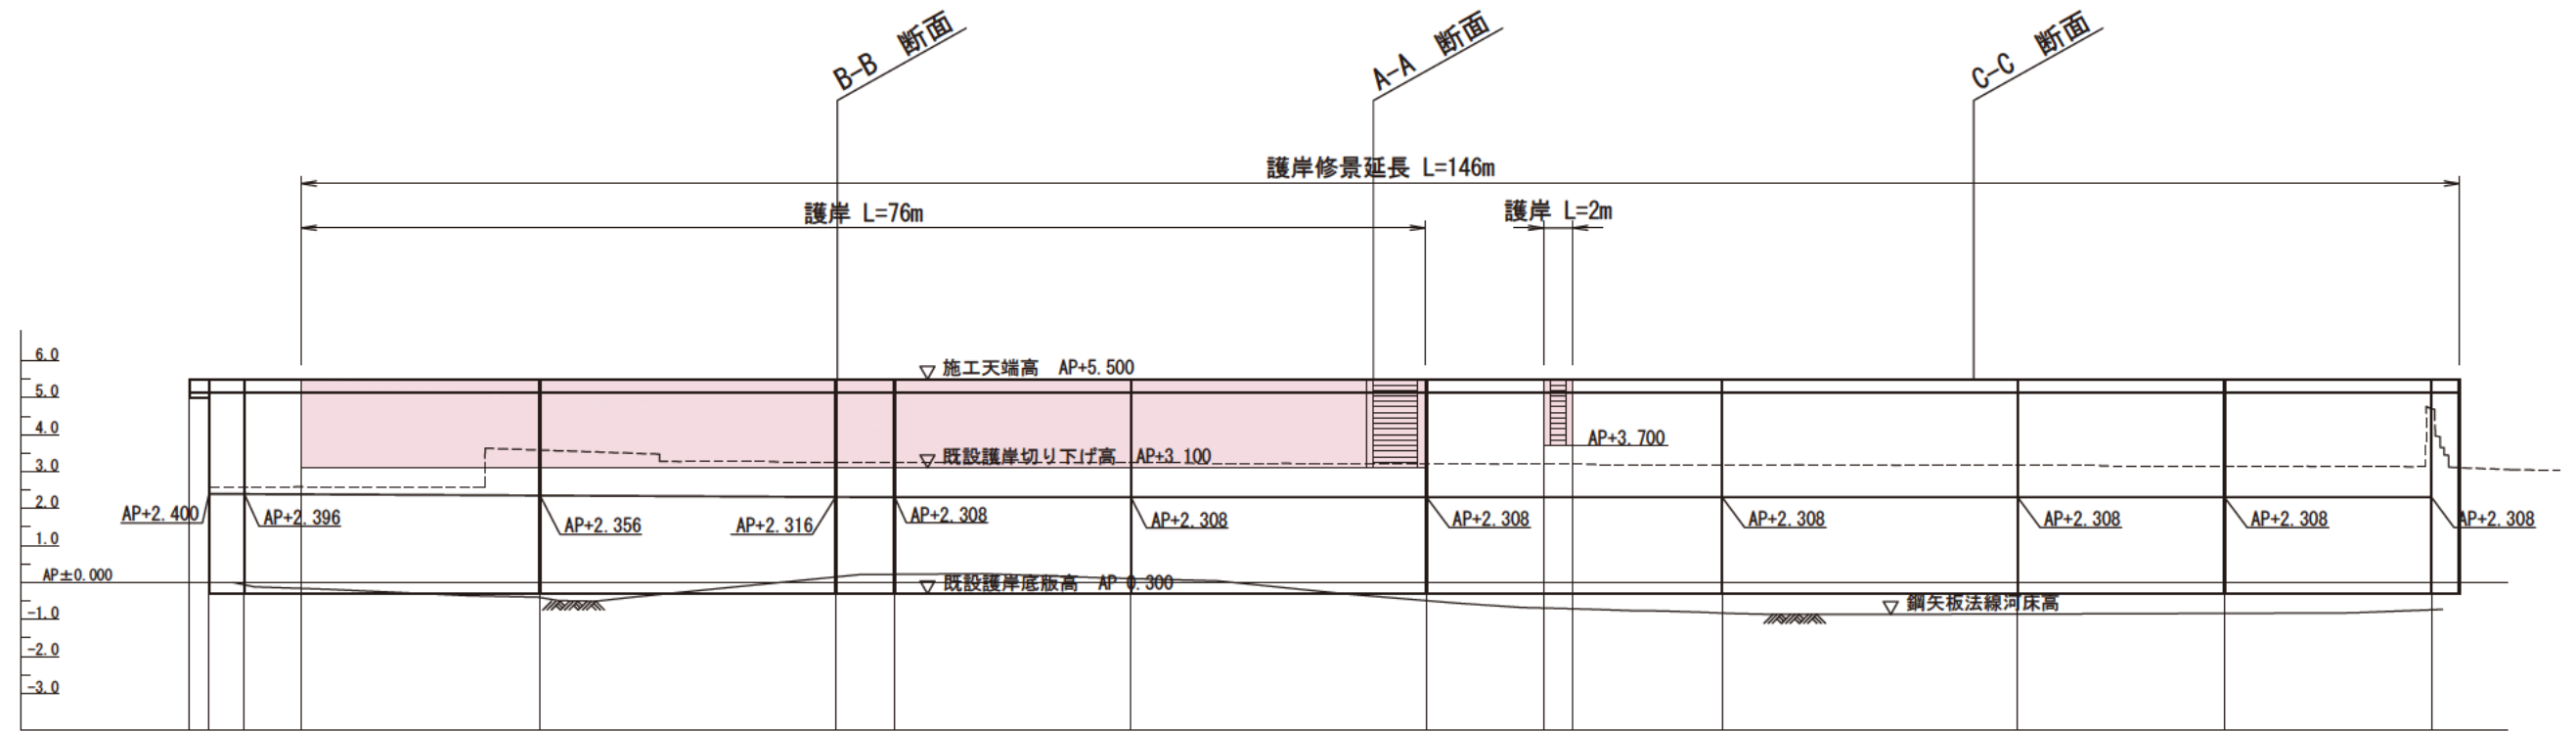 B-B 断面
A-A 断面
C-C 断面
護岸修景延長 L=146m
護岸 L=76m
護岸 L=2m
6.0
5.0
4.0
3.0
2.0
1.0
AP±0.000
-1.0
-2.0
-3.0
施工天端高 AP+5.500
既設護岸切り下げ高 AP+3.100
AP+3.700
AP+2.400
AP+2.396
AP+2.356
AP+2.316
AP+2.308
AP+2.308
AP+2.308
AP+2.308
AP+2.308
AP+2.308
AP+2.308
既設護岸底版高 AP 0.300
鋼矢板法線河床高